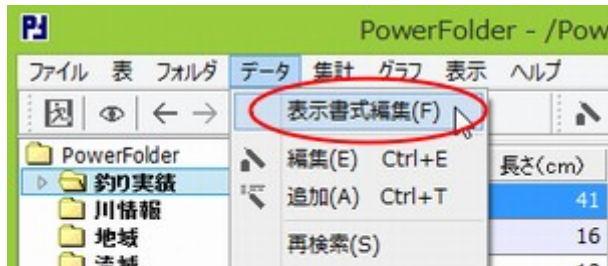 PowerFolder - /Pow
ファイル 表 フォルダ データ 集計 グラフ 表示 ヘルプ
表示書式編集(F)
PowerFolder
編集(E) Ctrl+E
長さ(cm)
釣り実績
追加(A) Ctrl+T
41
川情報
地域
再検索(S)
16